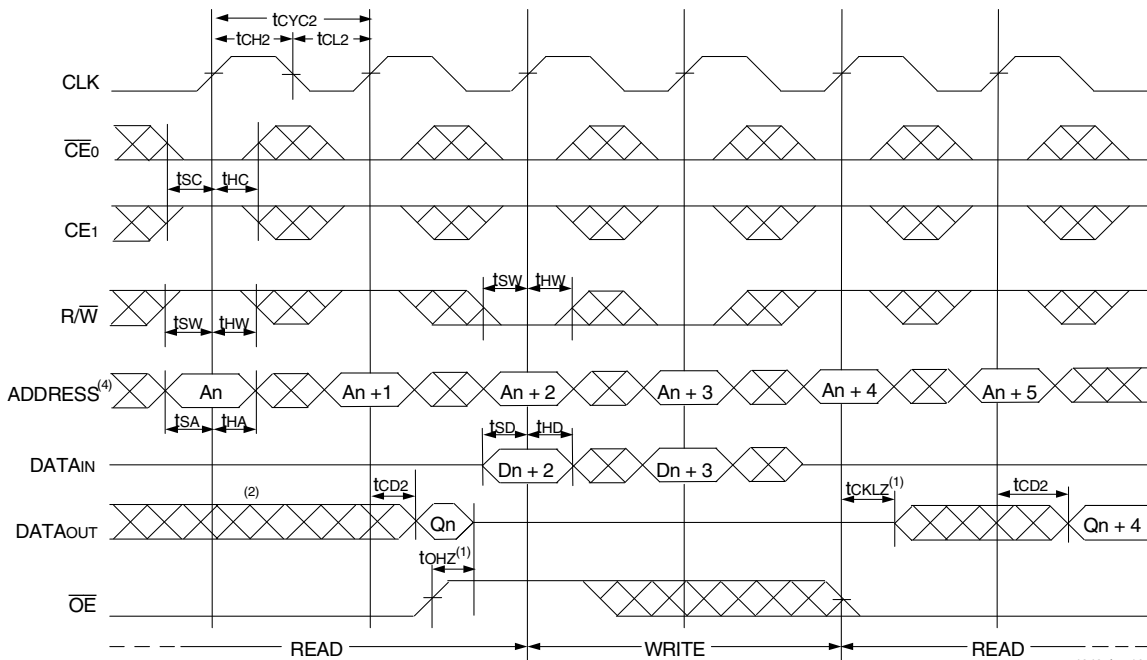 tCYC2
tCH2 tCL2
CLK
CE0
tSC tHC
CE1
tSW tHW
R/W
tSW tHW
ADDRESS(4) An An + 1 An + 2 An + 3 An + 4 An + 5
tSA tHA tSD tHD
DATAIN Dn + 2 Dn + 3
(2) tCD2 tCKLZ(1) tCD2
DATAOUT Qn Qn + 4
tOHZ(1)
OE
READ WRITE READ